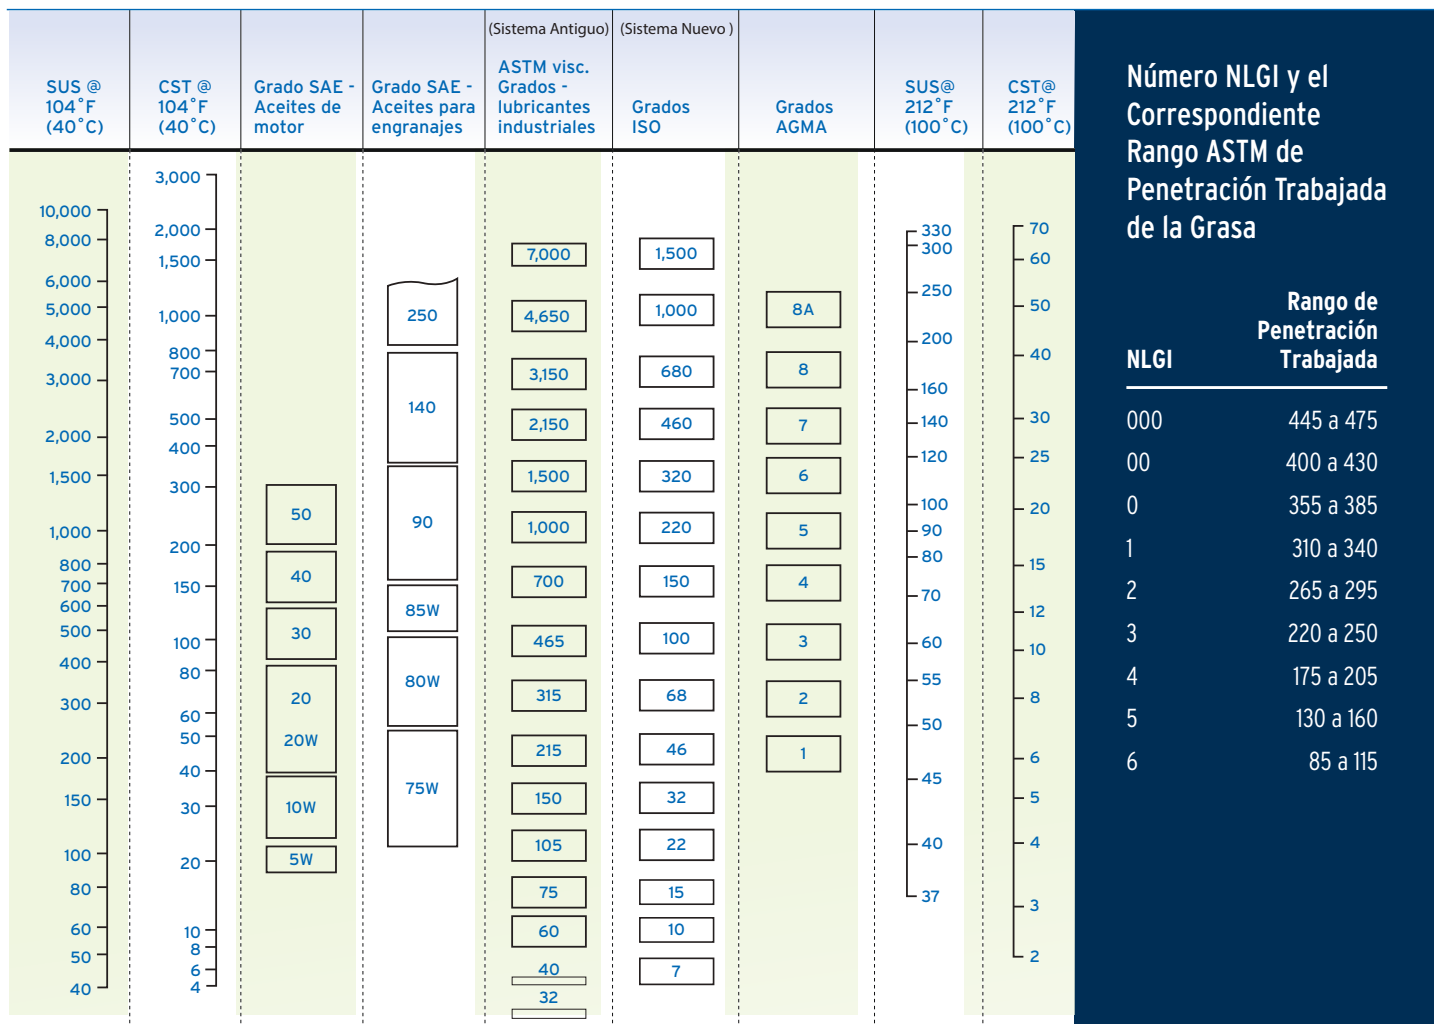 (Sistema Antiguo)
(Sistema Nuevo )
SUS @
104˚F
(40˚C)
CST @
104˚F
(40˚C)
Grado SAE -
Aceites de
motor
Grado SAE -
Aceites para
engranajes
ASTM visc.
Grados -
lubricantes
industriales
Grados
ISO
Grados
AGMA
SUS@
212˚F
(100˚C)
CST@
212˚F
(100˚C)
10,000
8,000
6,000
5,000
4,000
3,000
2,000
1,500
1,000
800
700
600
500
400
300
200
150
100
80
60
50
40
3,000
2,000
1,500
1,000
800
700
500
400
300
200
150
100
80
60
50
40
30
20
10
8
6
4
50
40
30
20
20W
10W
5W
250
140
90
85W
80W
75W
7,000
4,650
3,150
2,150
1,500
1,000
700
465
315
215
150
105
75
60
40
32
1,500
1,000
680
460
320
220
150
100
68
46
32
22
15
10
7
8A
8
7
6
5
4
3
2
1
330
300
250
200
160
140
120
100
90
80
70
60
55
50
45
40
37
70
60
50
40
30
25
20
15
12
10
8
6
5
4
3
2
Número NLGI y el
Correspondiente
Rango ASTM de
Penetración Trabajada
de la Grasa
Rango de
Penetración
NLGI Trabajada
000 445 a 475
00 400 a 430
0 355 a 385
1 310 a 340
2 265 a 295
3 220 a 250
4 175 a 205
5 130 a 160
6 85 a 115